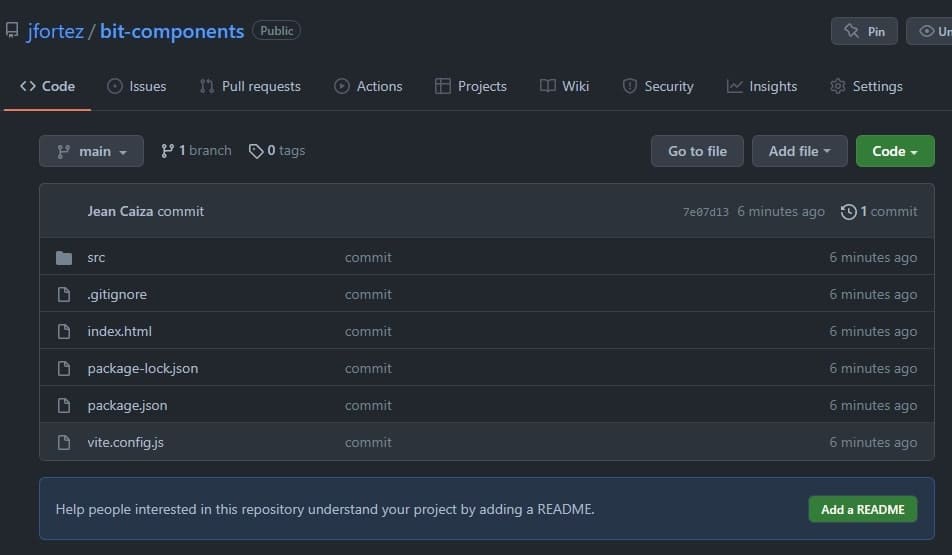 jfortez / bit-components Public Pin Un
Code Issues Pull requests Actions Projects Wiki Security Insights Settings
main 1 branch 0 tags Go to file Add file Code
Jean Caiza commit 7e07d13 6 minutes ago 1 commit
src commit 6 minutes ago
.gitignore commit 6 minutes ago
index.html commit 6 minutes ago
package-lock.json commit 6 minutes ago
package.json commit 6 minutes ago
vite.config.js commit 6 minutes ago
Help people interested in this repository understand your project by adding a README. Add a README